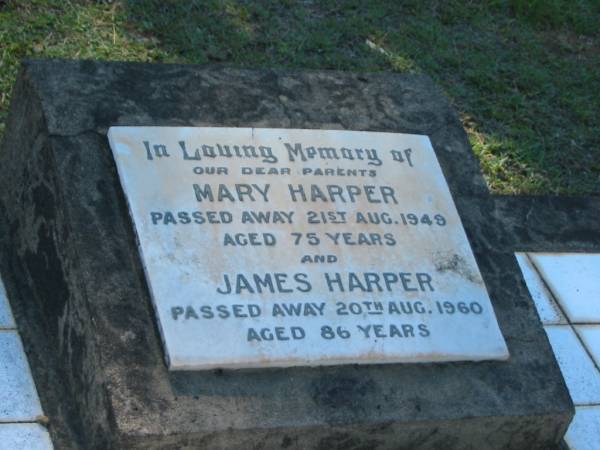 In Loving Memory of
OUR DEAR PARENTS
MARY HARPER
PASSED AWAY 21ST AUG. 1949
AGED 75 YEARS
AND
JAMES HARPER
PASSED AWAY 20TH AUG. 1960
AGED 86 YEARS